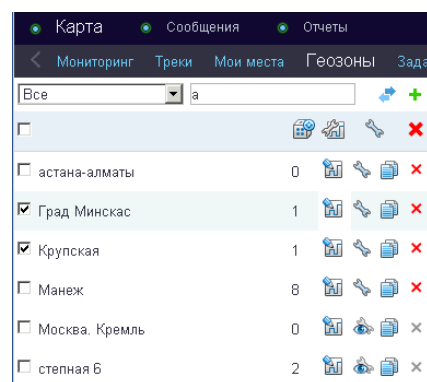 Карта Сообщения Отчеты
Мониторинг Треки Мои места Геозоны Зада
Все а
астана-алматы 0
Град Минскас 1
Крупская 1
Манеж 8
Москва. Кремль 0
степная 6 2